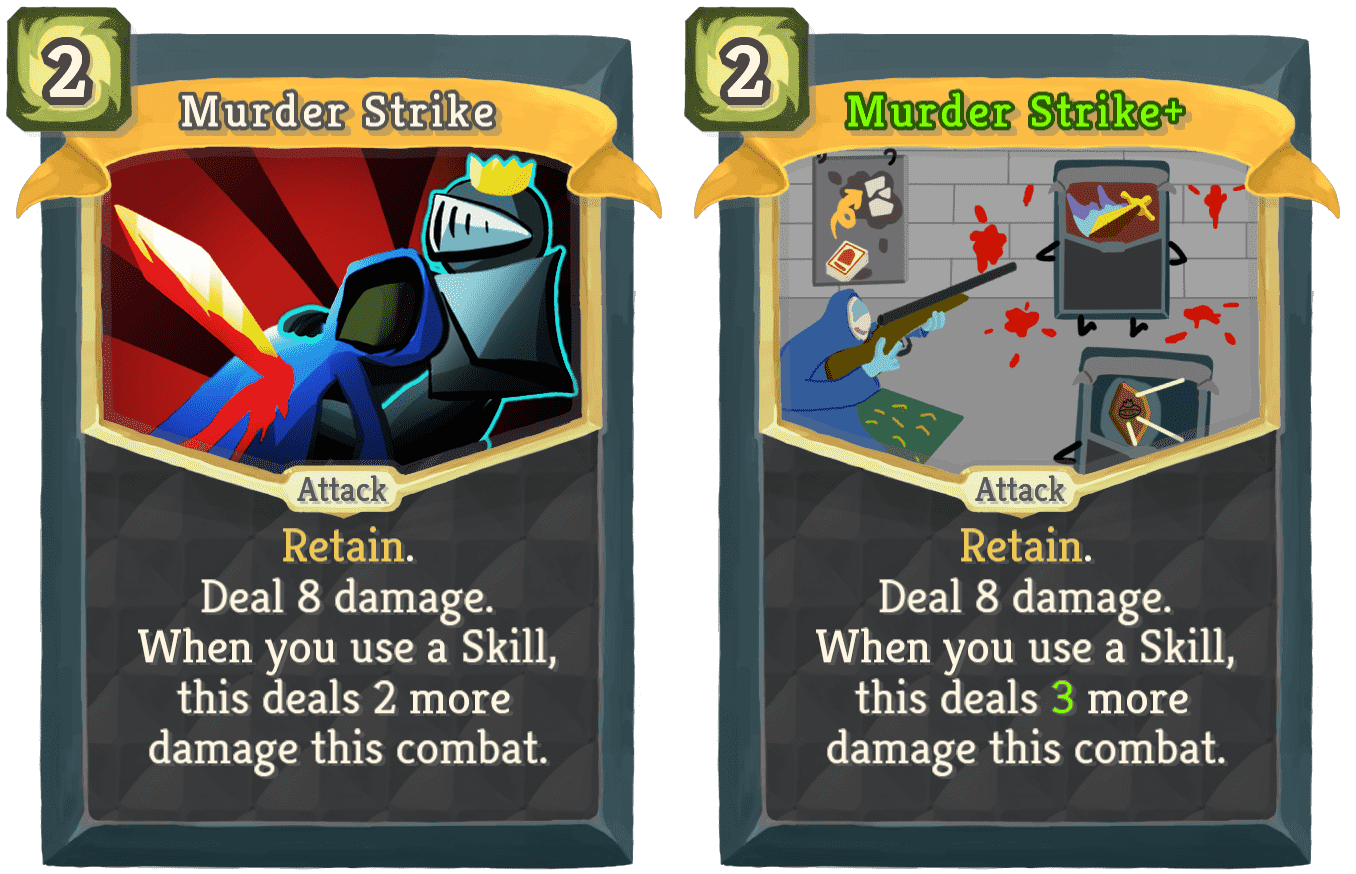 2
Murder Strike
Attack
Retain.
Deal 8 damage.
When you use a Skill,
this deals 2 more
damage this combat.
2
Murder Strike+
Attack
Retain.
Deal 8 damage.
When you use a Skill,
this deals 3 more
damage this combat.